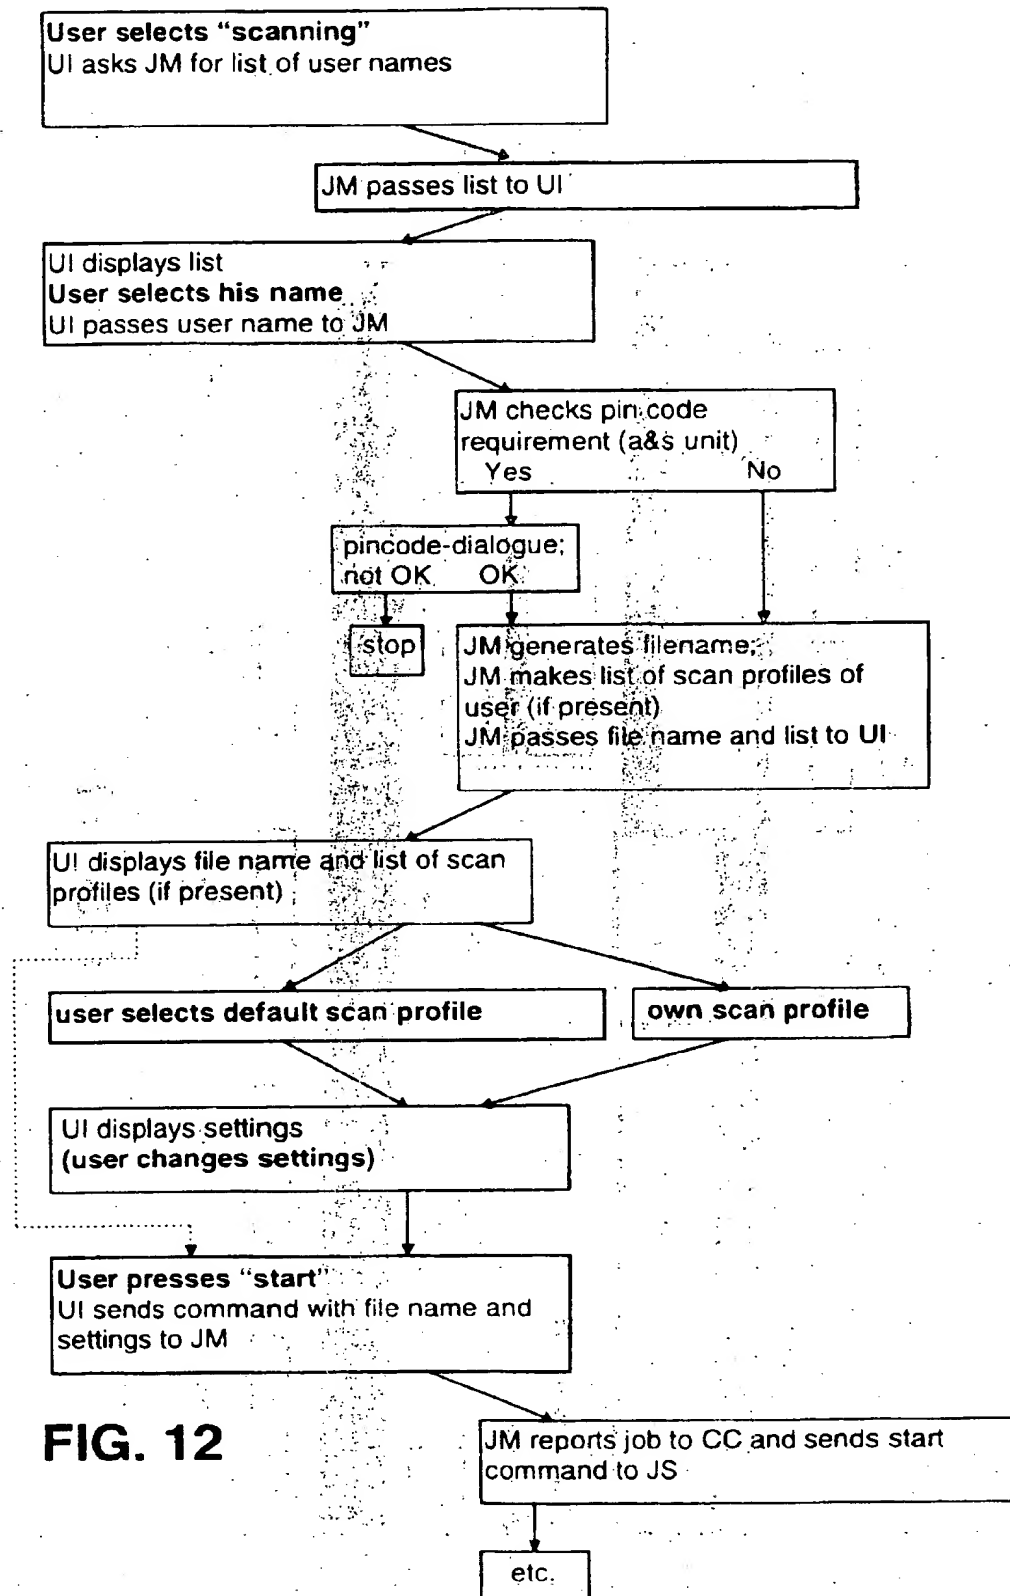 User selects “scanning”
UI asks JM for list of user names
JM passes list to UI
UI displays list
User selects his name
UI passes user name to JM
JM checks pin code
requirement (a&s unit)
Yes No
pincode-dialogue;
not OK OK
stop
JM generates filename;
JM makes list of scan profiles of
user (if present)
JM passes file name and list to UI
UI displays file name and list of scan
profiles (if present)
user selects default scan profile
own scan profile
UI displays settings
(user changes settings)
User presses “start”
UI sends command with file name and
settings to JM
FIG. 12
JM reports job to CC and sends start
command to JS
etc.